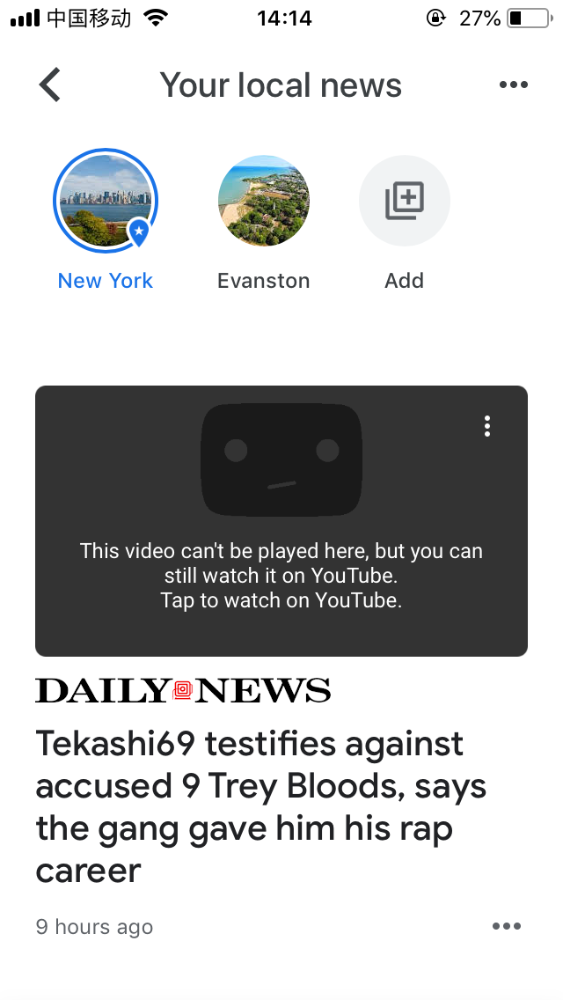 中国移动 14:14 27%
Your local news
New York Evanston Add
This video can't be played here, but you can
still watch it on YouTube.
Tap to watch on YouTube.
DAILY NEWS
Tekashi69 testifies against
accused 9 Trey Bloods, says
the gang gave him his rap
career
9 hours ago